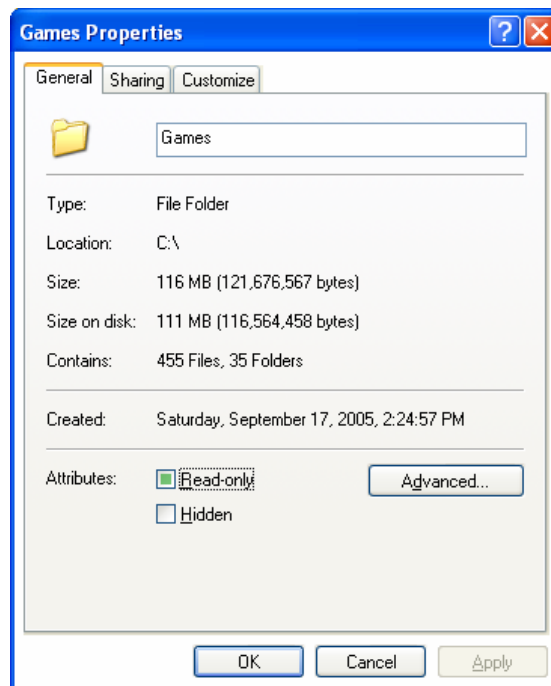 Games Properties
General Sharing Customize
Games
Type: File Folder
Location: C:\
Size: 116 MB (121,676,567 bytes)
Size on disk: 111 MB (116,564,458 bytes)
Contains: 455 Files, 35 Folders
Created: Saturday, September 17, 2005, 2:24:57 PM
Attributes: Read-only Advanced...
Hidden
OK Cancel Apply